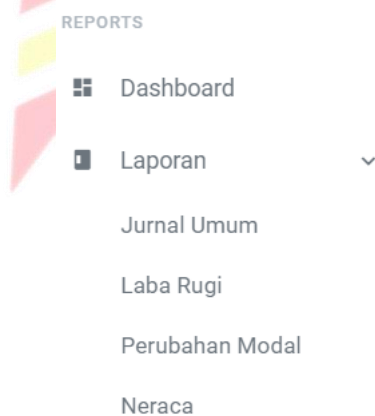 REPORTS
Dashboard
Laporan
Jurnal Umum
Laba Rugi
Perubahan Modal
Neraca